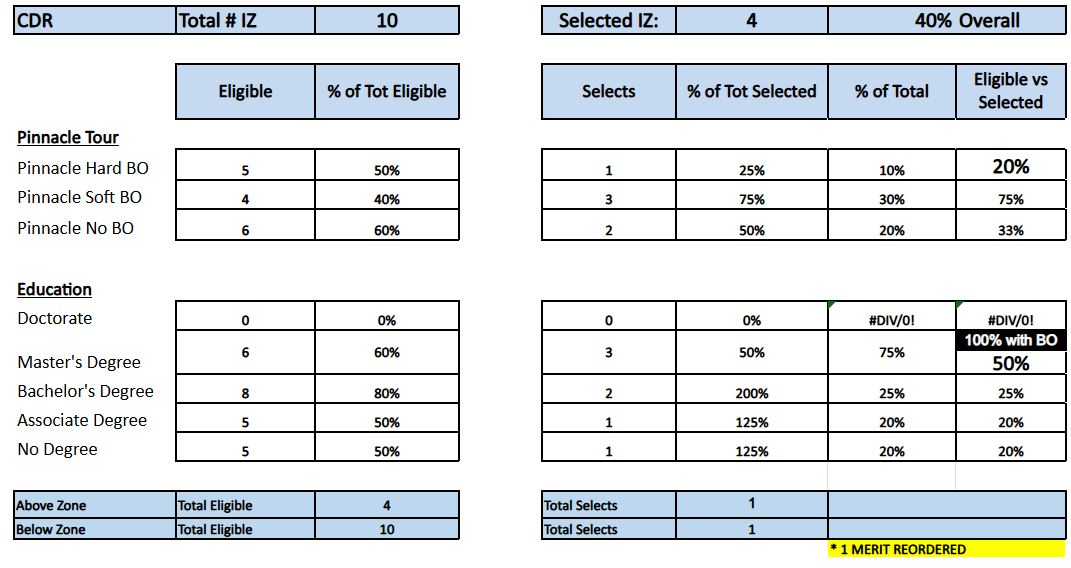 CDR Total # IZ 10 Selected IZ: 4 40% Overall
Eligible % of Tot Eligible Selects % of Tot Selected % of Total Eligible vs
Selected
Pinnacle Tour
Pinnacle Hard BO 5 50% 1 25% 10% 20%
Pinnacle Soft BO 4 40% 3 75% 30% 75%
Pinnacle No BO 6 60% 2 50% 20% 33%
Education
Doctorate 0 0% 0 0% #DIV/0! #DIV/0!
100% with BO
Master's Degree 6 60% 3 50% 75% 50%
Bachelor's Degree 8 80% 2 200% 25% 25%
Associate Degree 5 50% 1 125% 20% 20%
No Degree 5 50% 1 125% 20% 20%
Above Zone Total Eligible 4 Total Selects 1
Below Zone Total Eligible 10 Total Selects 1
* 1 MERIT REORDERED